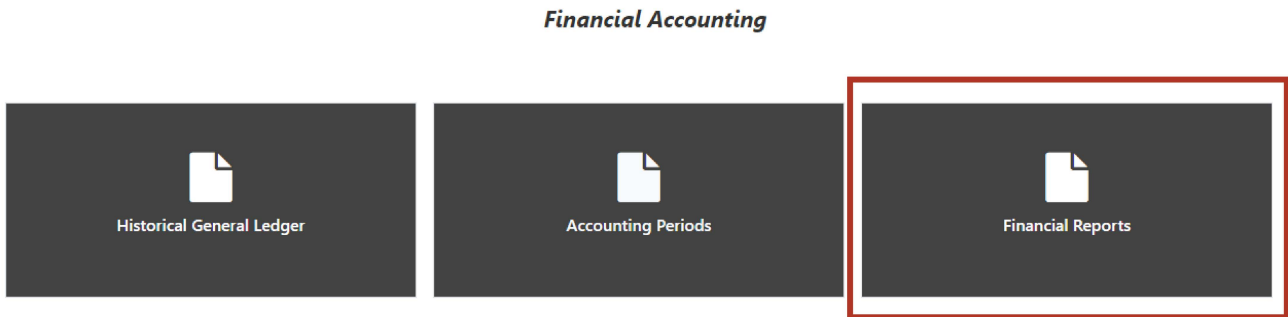 Financial Accounting
Historical General Ledger
Accounting Periods
Financial Reports